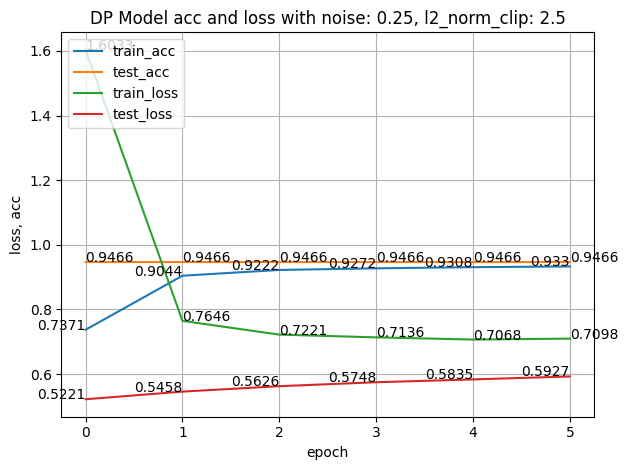 DP Model acc and loss with noise: 0.25, l2_norm_clip: 2.5
loss, acc
1.6
1.4
1.2
1.0
0.8
0.6
train_acc
test_acc
train_loss
test_loss
1.6033
0.9466 0.9466 0.9466 0.9466 0.9466 0.9466
0.7371 0.9044 0.9222 0.9272 0.9308 0.933
0.7646 0.7221 0.7136 0.7068 0.7098
0.5221 0.5458 0.5626 0.5748 0.5835 0.5927
0 1 2 3 4 5
epoch